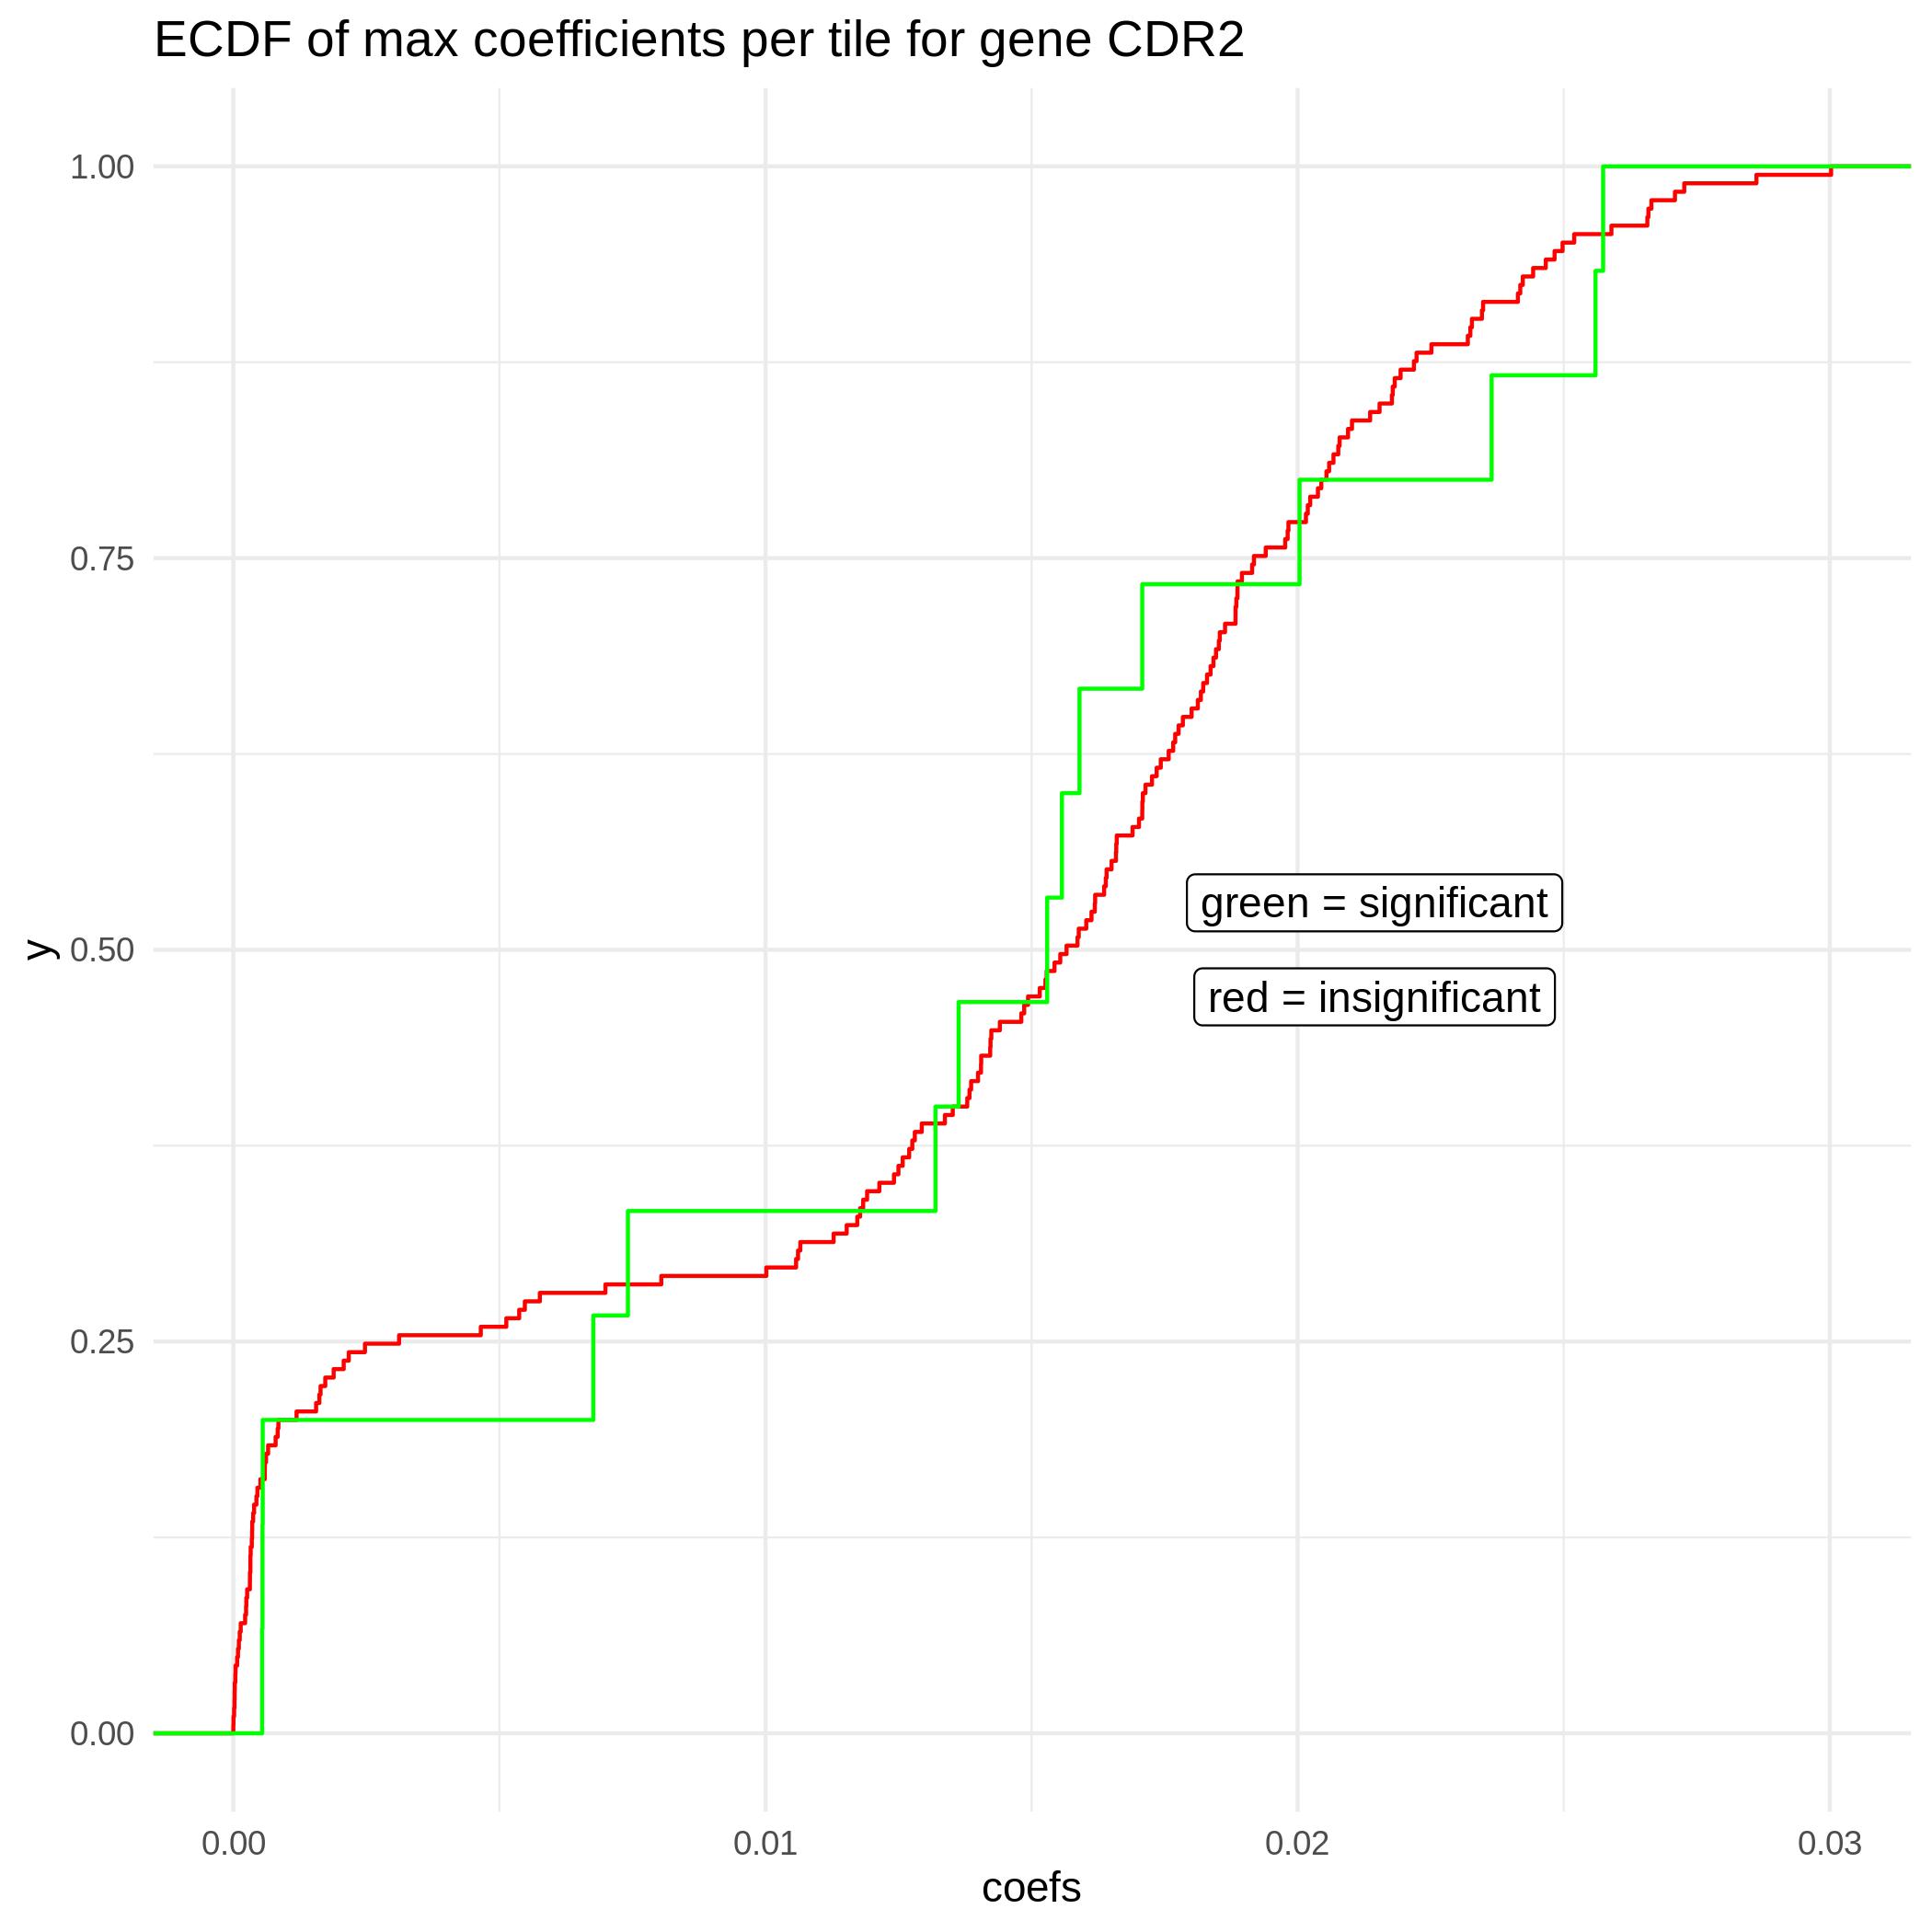 ECDF of max coefficients per tile for gene CDR2
1.00
0.75
0.50
0.25
0.00
y
green = significant
red = insignificant
0.00 0.01 0.02 0.03
coefs